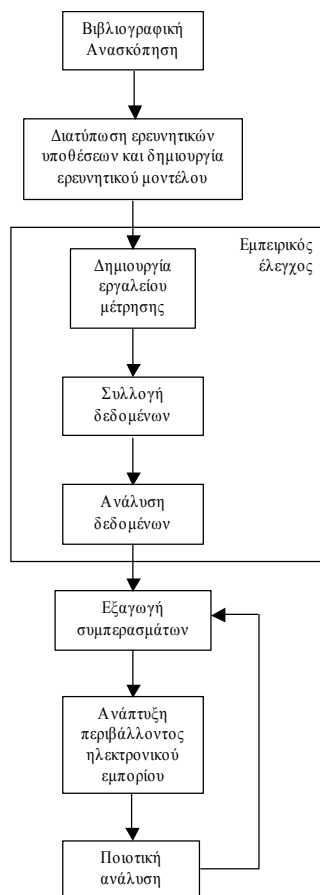 Βιβλιογραφική
Ανασκόπηση
Διατύπωση ερευνητικών
υποθέσεων και δημιουργία
ερευνητικού μοντέλου
Εμπειρικός
έλεγχος
Δημιουργία
εργαλείου
μέτρησης
Συλλογή
δεδομένων
Ανάλυση
δεδομένων
Εξαγωγή
συμπερασμάτων
Ανάπτυξη
περιβάλλοντος
ηλεκτρονικού
εμπορίου
Ποιοτική
ανάλυση